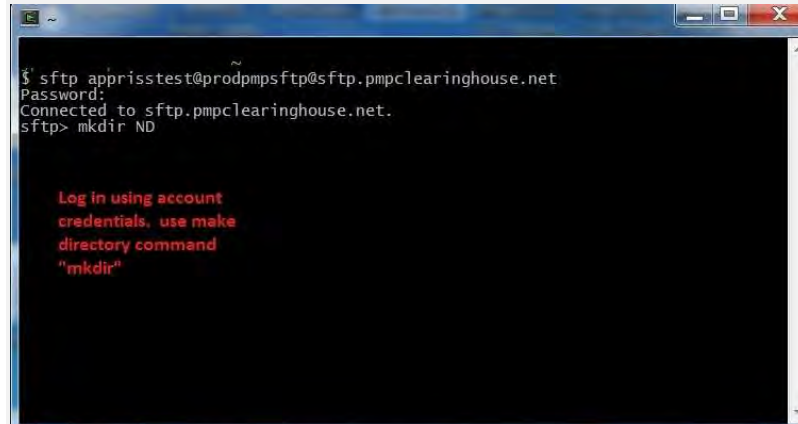 ~
~
$ sftp apprisstest@prodpmpsftp@sftp.pmpclearinghouse.net
Password:
Connected to sftp.pmpclearinghouse.net.
sftp> mkdir ND
Log in using account
credentials, use make
directory command
"mkdir"